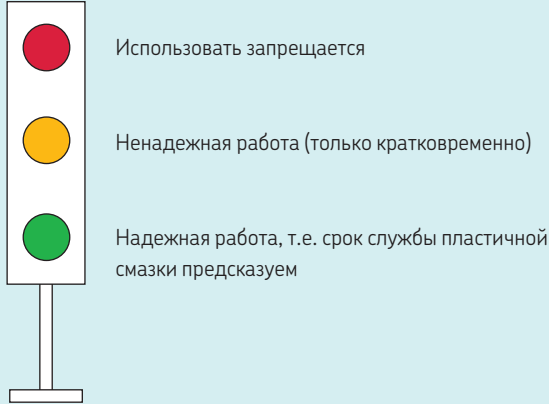 Использовать запрещается
Ненадежная работа (только кратковременно)
Надежная работа, т.е. срок службы пластичной
смазки предсказуем